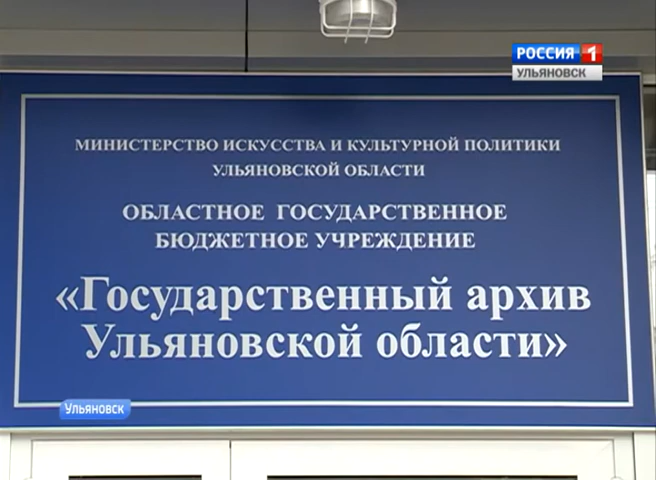 РОССИЯ 1
УЛЬЯНОВСК
МИНИСТЕРСТВО ИСКУССТВА И КУЛЬТУРНОЙ ПОЛИТИКИ
УЛЬЯНОВСКОЙ ОБЛАСТИ
ОБЛАСТНОЕ ГОСУДАРСТВЕННОЕ
БЮДЖЕТНОЕ УЧРЕЖДЕНИЕ
«Государственный архив
Ульяновской области»
Ульяновск